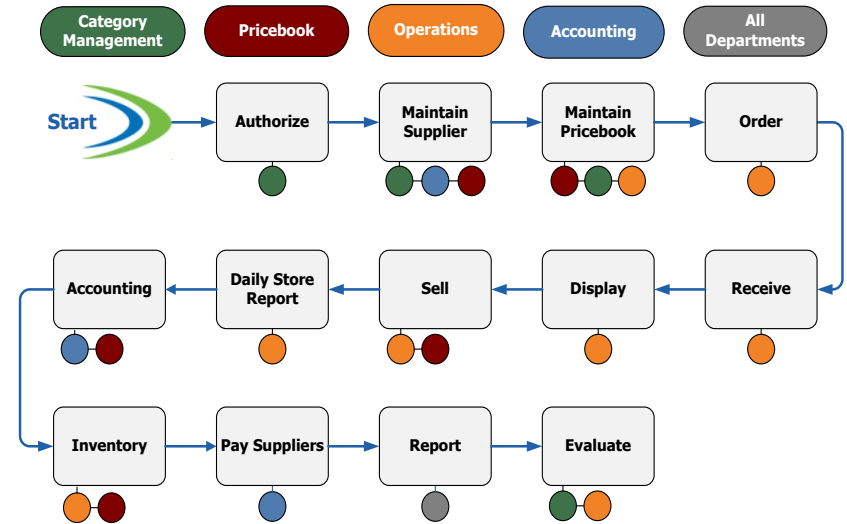 Category
Management
Pricebook
Operations
Accounting
All
Departments
Start
Authorize
Maintain
Supplier
Maintain
Pricebook
Order
Accounting
Daily Store
Report
Sell
Display
Receive
Inventory
Pay Suppliers
Report
Evaluate